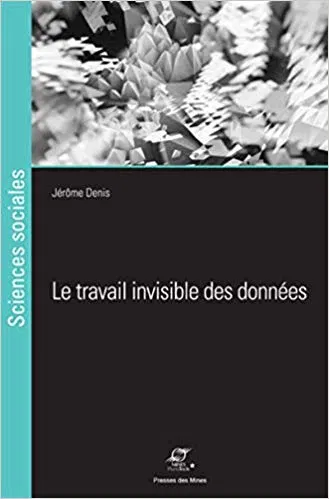 Sciences sociales
Jérôme Denis
Le travail invisible des données
Presses des Mines